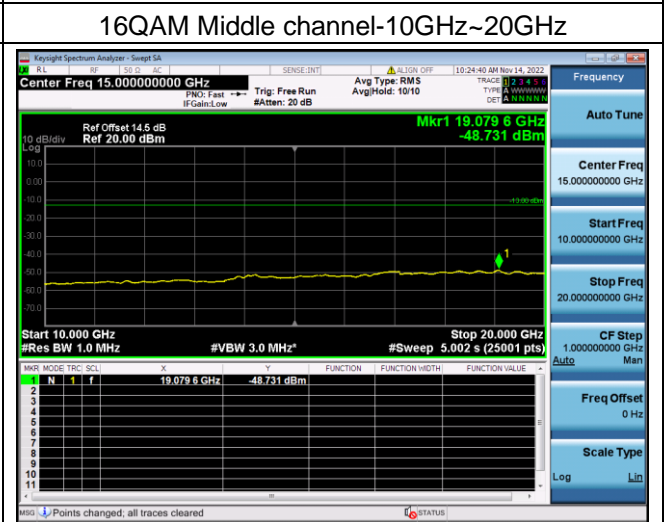 16QAM Middle channel-10GHz~20GHz
Keysight Spectrum Analyzer - Swept SA
RL RF 50 Ω AC SENSE:INT ALIGN OFF 10:24:40 AM Nov 14, 2022
Center Freq 15.000000000 GHz
PNO: Fast Trig: Free Run Avg Type: RMS TRACE 1 2 3 4 5 6
IFGain:Low #Atten: 20 dB Avg|Hold: 10/10 TYPE A WWWWW
DET A N N N N N
Frequency
Auto Tune
Mkr1 19.079 6 GHz
-48.731 dBm
Ref Offset 14.5 dB
10 dB/div Ref 20.00 dBm
Log
10.0
0.00
-10.0
-13.00 dBm
-20.0
-30.0
-40.0
1
-50.0
-60.0
-70.0
Center Freq
15.000000000 GHz
Start Freq
10.000000000 GHz
Stop Freq
20.000000000 GHz
Start 10.000 GHz Stop 20.000 GHz
#Res BW 1.0 MHz #VBW 3.0 MHz* #Sweep 5.002 s (25001 pts)
CF Step
1.000000000 GHz
Auto Man
MKR MODE TRC SCL X Y FUNCTION FUNCTION WIDTH FUNCTION VALUE
1 N 1 f 19.079 6 GHz -48.731 dBm
2
3
4
5
6
7
8
9
10
11
Freq Offset
0 Hz
Scale Type
Log Lin
MSG Points changed; all traces cleared STATUS